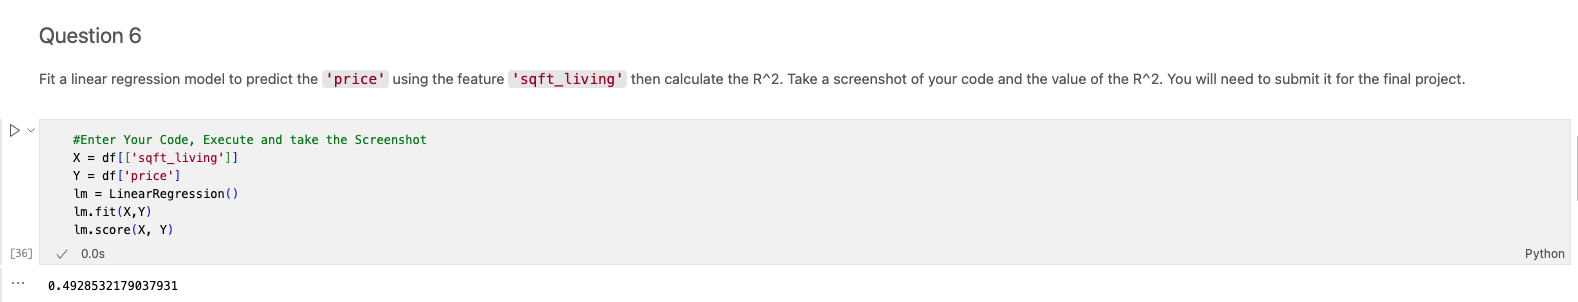 Question 6
Fit a linear regression model to predict the 'price' using the feature 'sqft_living' then calculate the R^2. Take a screenshot of your code and the value of the R^2. You will need to submit it for the final project.
#Enter Your Code, Execute and take the Screenshot
X = df[['sqft_living']]
Y = df['price']
lm = LinearRegression()
lm.fit(X,Y)
lm.score(X, Y)
[36] ✓ 0.0s Python
... 0.4928532179037931